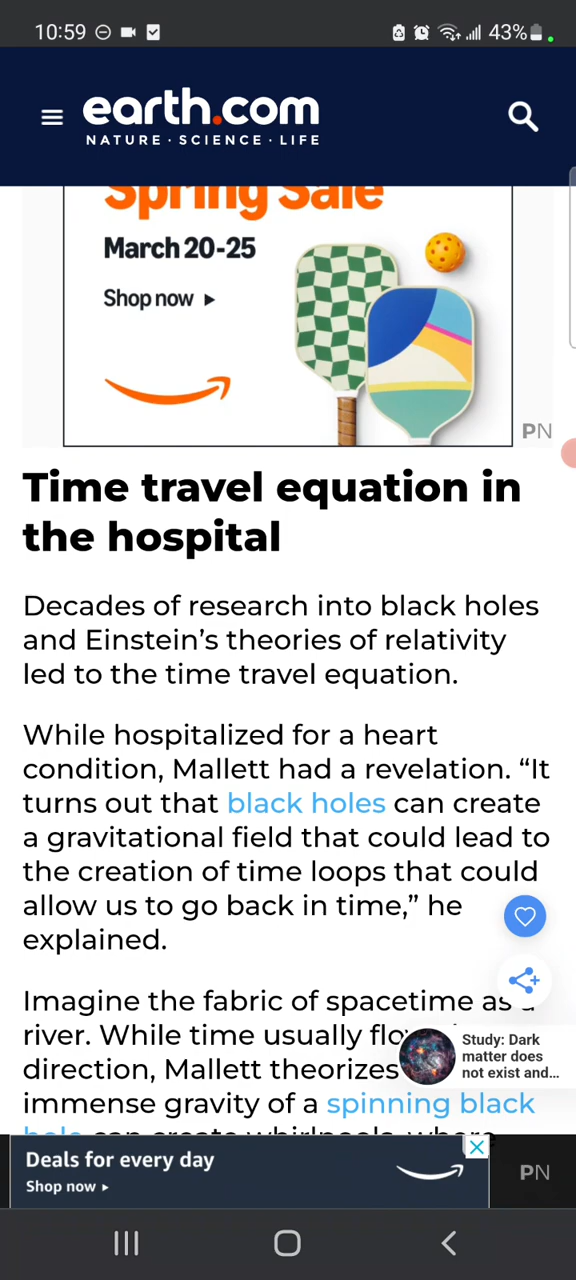 10:59
43%
earth.com
NATURE · SCIENCE · LIFE
Spring Sale
March 20-25
Shop now ▸
PN
Time travel equation in
the hospital
Decades of research into black holes
and Einstein’s theories of relativity
led to the time travel equation.
While hospitalized for a heart
condition, Mallett had a revelation. “It
turns out that black holes can create
a gravitational field that could lead to
the creation of time loops that could
allow us to go back in time,” he
explained.
Imagine the fabric of spacetime as a
river. While time usually
direction, Mallett theorizes
immense gravity of a spinning black
hole can create whirlpools, where
Study: Dark
matter does
not exist and...
Deals for every day
Shop now ▸
PN